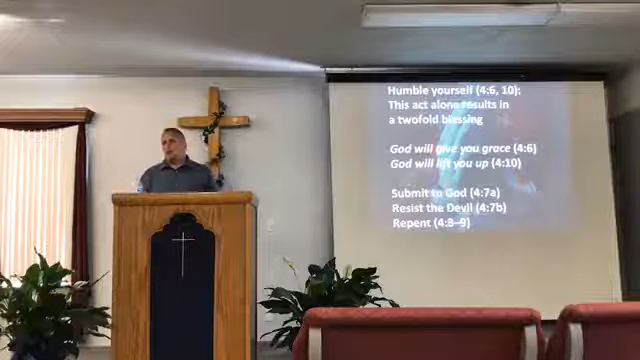 Humble yourself (4:6, 10):
This act alone results in
a twofold blessing
God will give you grace (4:6)
God will lift you up (4:10)
Submit to God (4:7a)
Resist the Devil (4:7b)
Repent (4:8–9)